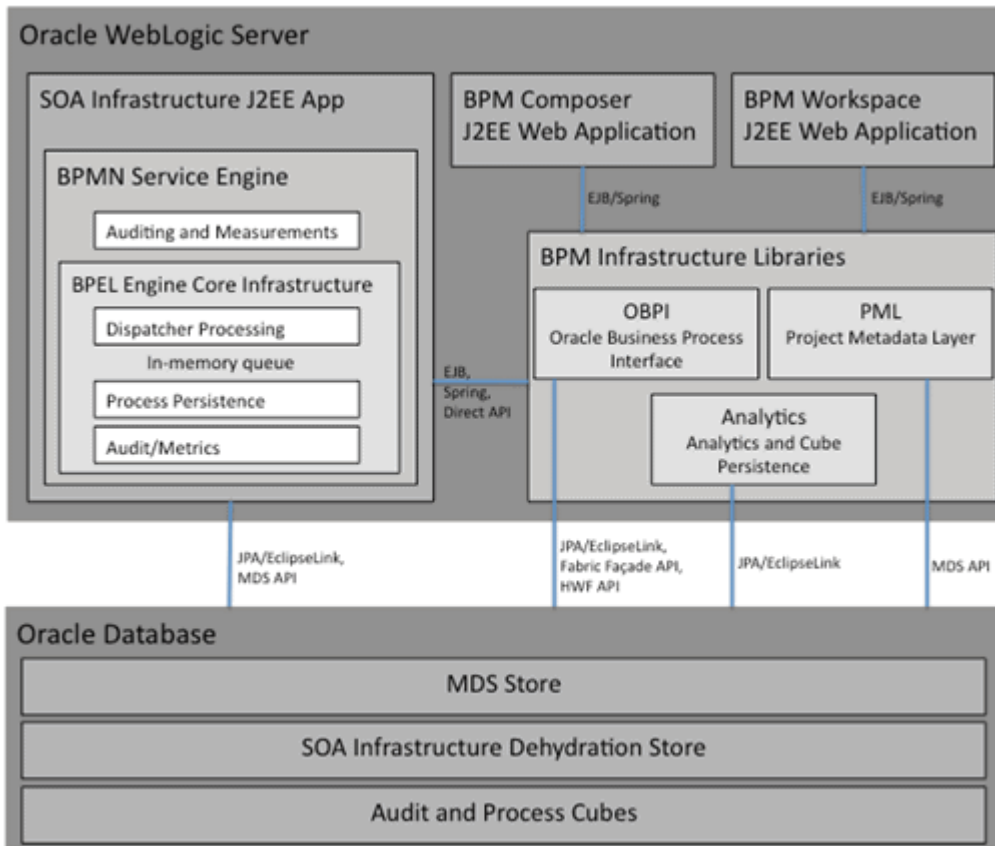 Oracle WebLogic Server
SOA Infrastructure J2EE App
BPMN Service Engine
Auditing and Measurements
BPEL Engine Core Infrastructure
Dispatcher Processing
In-memory queue
Process Persistence
Audit/Metrics
BPM Composer
J2EE Web Application
BPM Workspace
J2EE Web Application
EJB/Spring
EJB/Spring
BPM Infrastructure Libraries
OBPI
Oracle Business Process
Interface
PML
Project Metadata Layer
EJB,
Spring,
Direct API
Analytics
Analytics and Cube
Persistence
JPA/EclipseLink,
MDS API
JPA/EclipseLink,
Fabric Façade API,
HWF API
JPA/EclipseLink
MDS API
Oracle Database
MDS Store
SOA Infrastructure Dehydration Store
Audit and Process Cubes